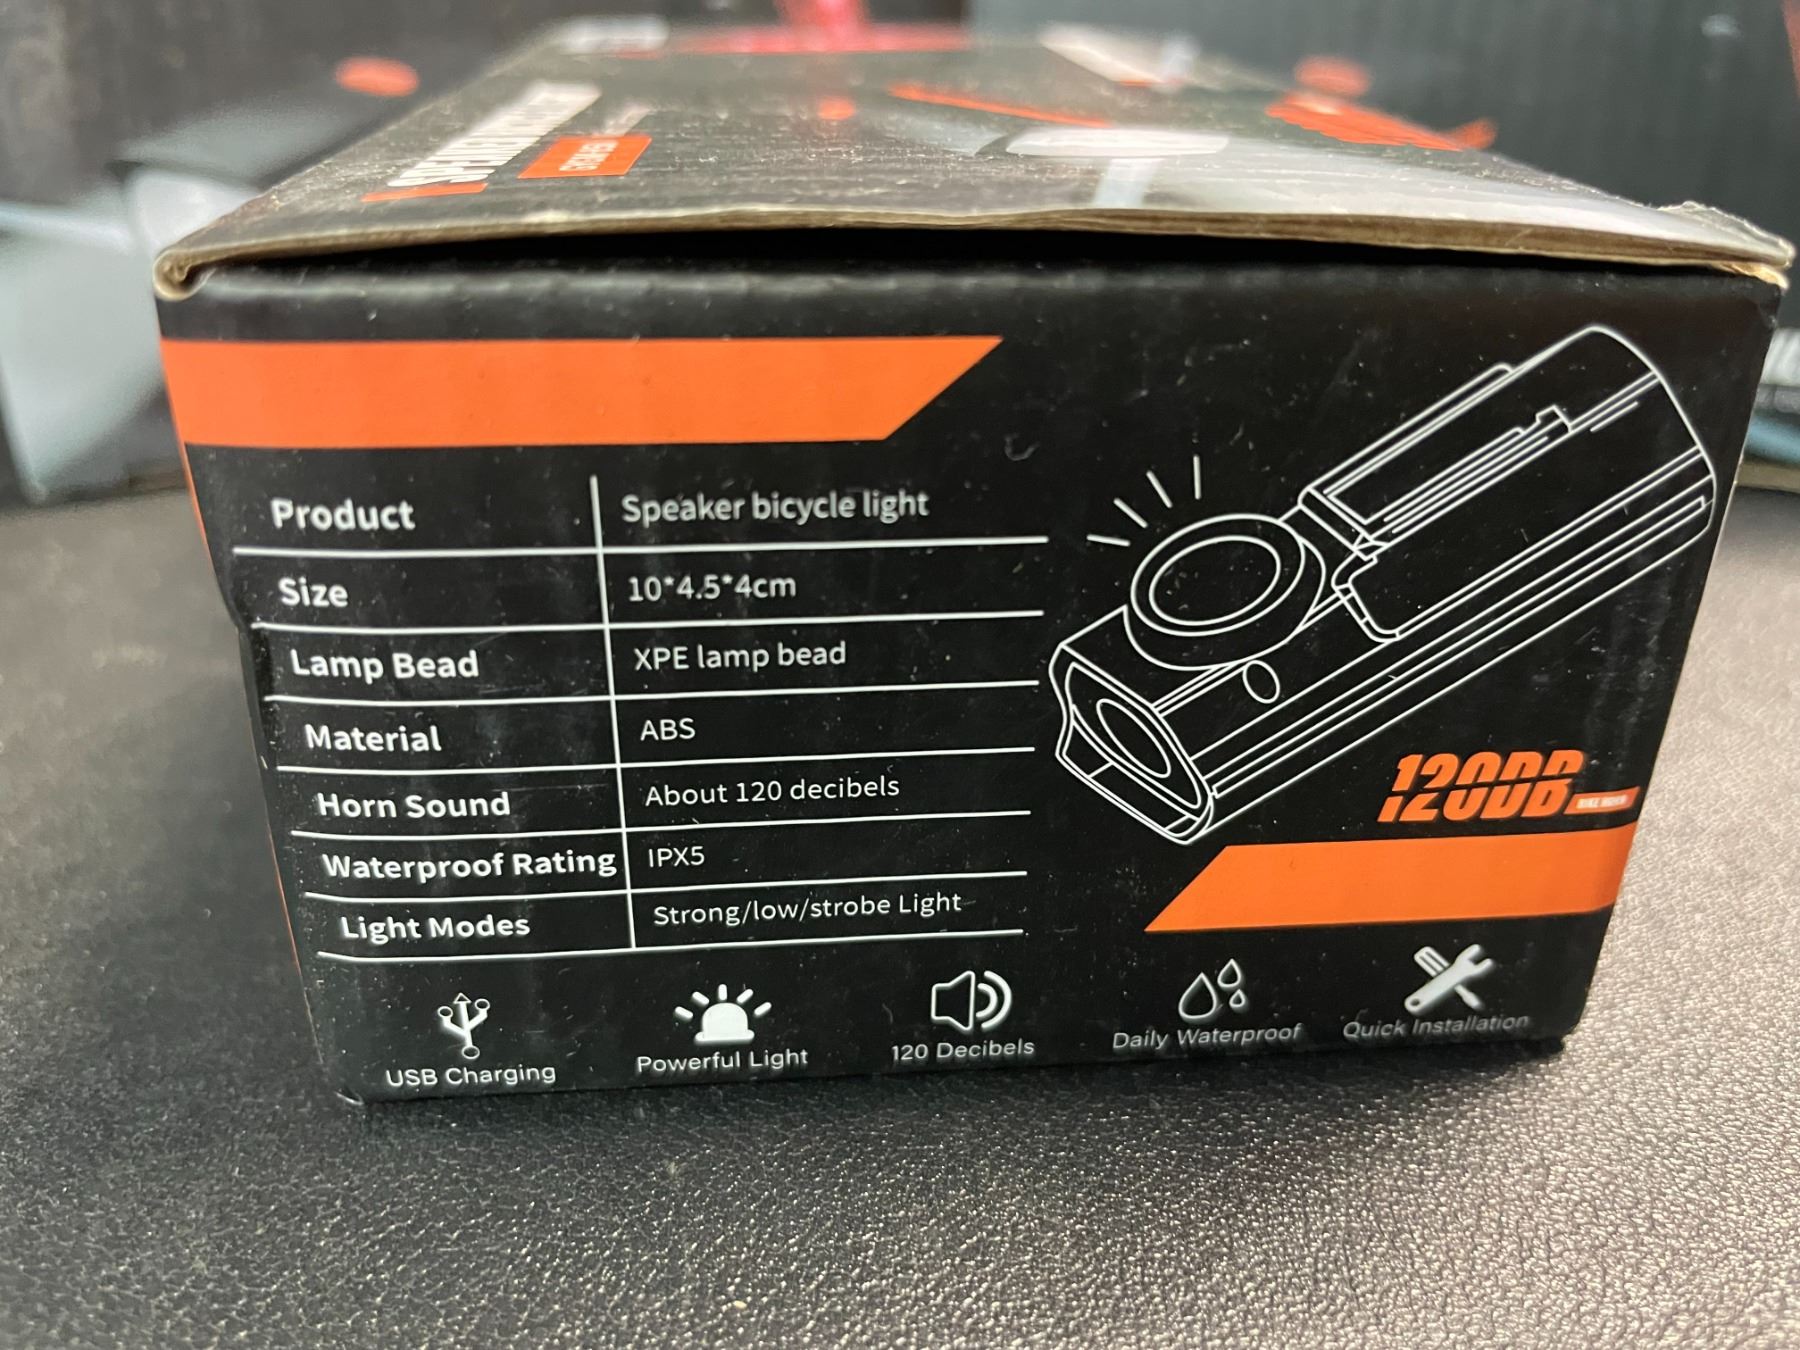 Product Speaker bicycle light
Size 10*4.5*4cm
Lamp Bead XPE lamp bead
Material ABS
Horn Sound About 120 decibels
Waterproof Rating IPX5
Light Modes Strong/low/strobe Light
120DB
USB Charging
Powerful Light
120 Decibels
Daily Waterproof
Quick Installation